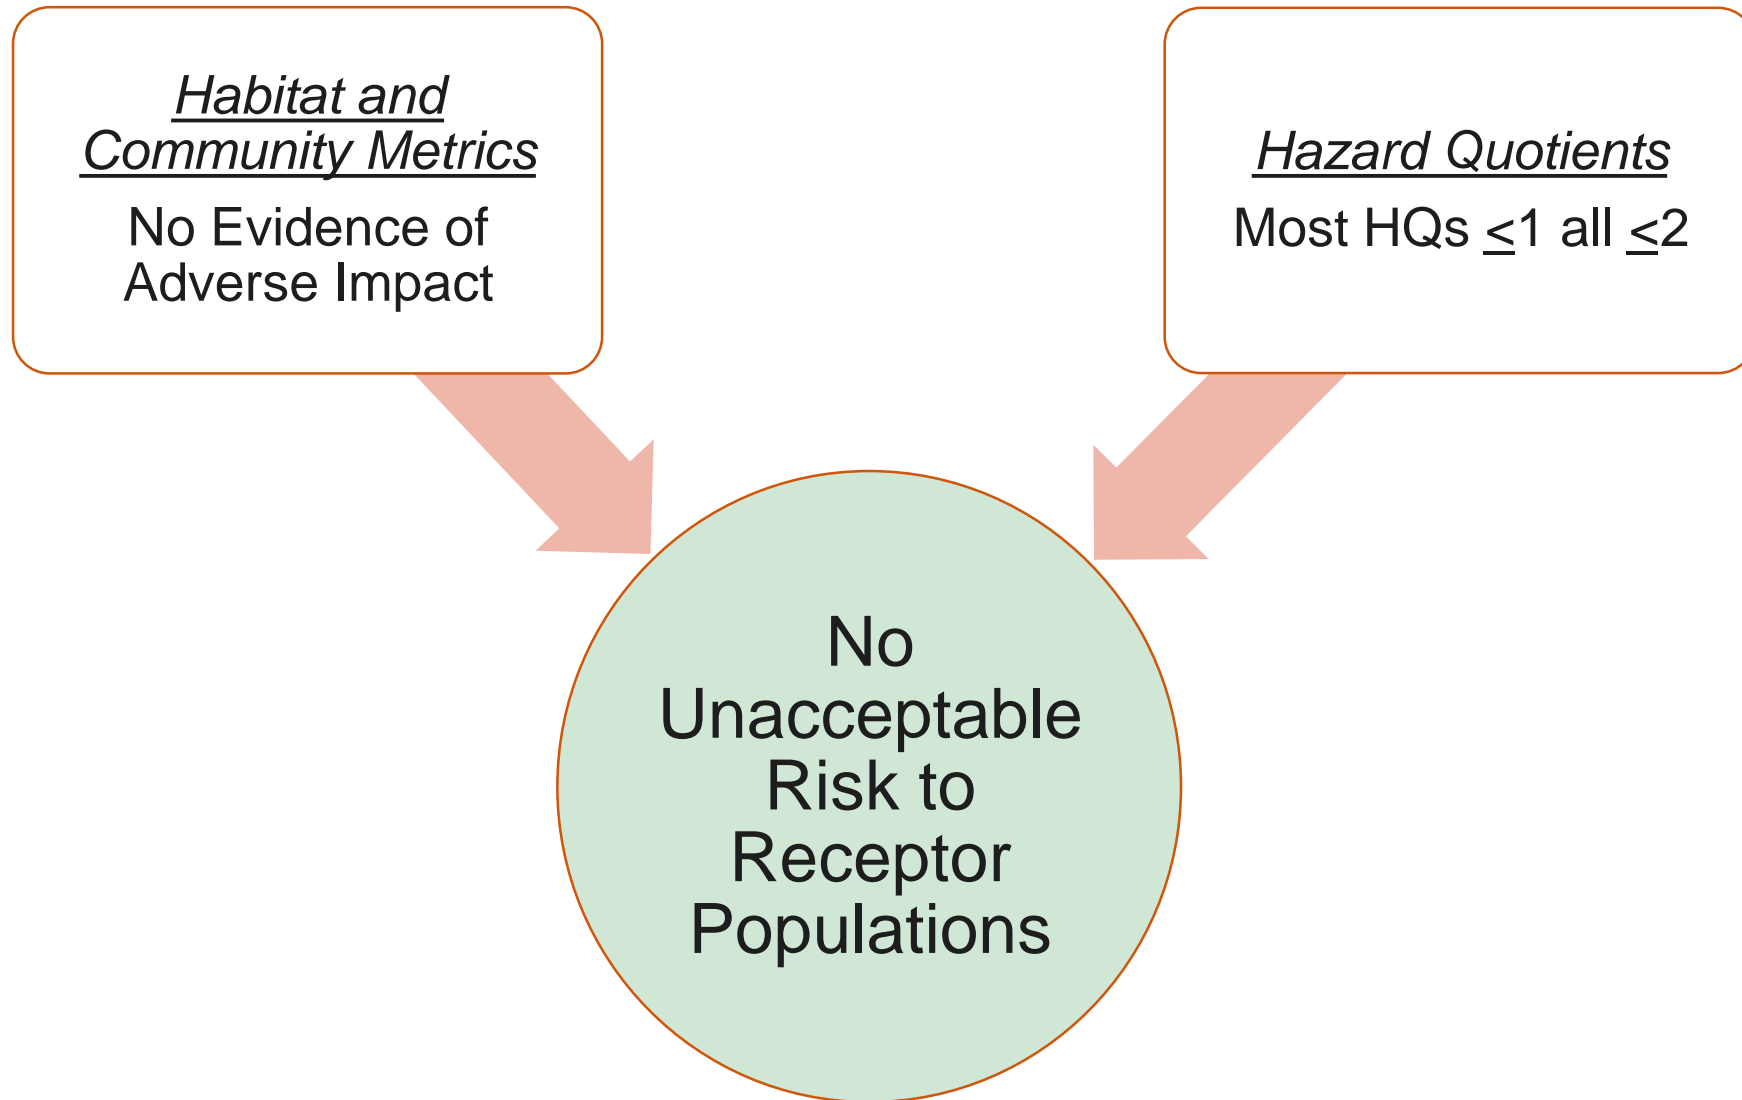 Habitat and
Community Metrics
No Evidence of
Adverse Impact
Hazard Quotients
Most HQs ≤1 all ≤2
No
Unacceptable
Risk to
Receptor
Populations